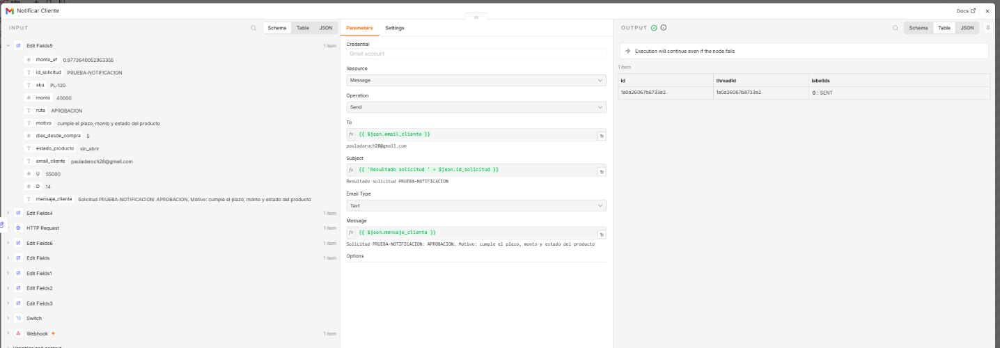 Notificar Cliente
Docs
INPUT
Schema Table JSON
Edit Fields5 1 item
# monto_uf 0.9773640052963355
T id_solicitud PRUEBA-NOTIFICACION
T sku PL-120
# monto 40000
T ruta APROBACION
T motivo cumple el plazo, monto y estado del producto
# dias_desde_compra 5
T estado_producto sin_abrir
T email_cliente pauladaroch28@gmail.com
# U 55000
# D 14
T mensaje_cliente Solicitud PRUEBA-NOTIFICACION: APROBACION. Motivo: cumple el plazo, monto y estado del producto
Edit Fields4 1 item
HTTP Request 1 item
Edit Fields6 1 item
Edit Fields 1 item
Edit Fields1
Edit Fields2
Edit Fields3
Switch
Webhook 1 item
Parameters Settings
Credential
Gmail account
Resource
Message
Operation
Send
To
fx {{ $json.email_cliente }}
pauladaroch28@gmail.com
Subject
fx {{ 'Resultado solicitud ' + $json.id_solicitud }}
Resultado solicitud PRUEBA-NOTIFICACION
Email Type
Text
Message
fx {{ $json.mensaje_cliente }}
Solicitud PRUEBA-NOTIFICACION: APROBACION. Motivo: cumple el plazo, monto y estado del producto
Options
OUTPUT
Schema Table JSON
Execution will continue even if the node fails
1 item
id threadId labelIds
1a0a26067b8733e2 1a0a26067b8733e2 0 : SENT